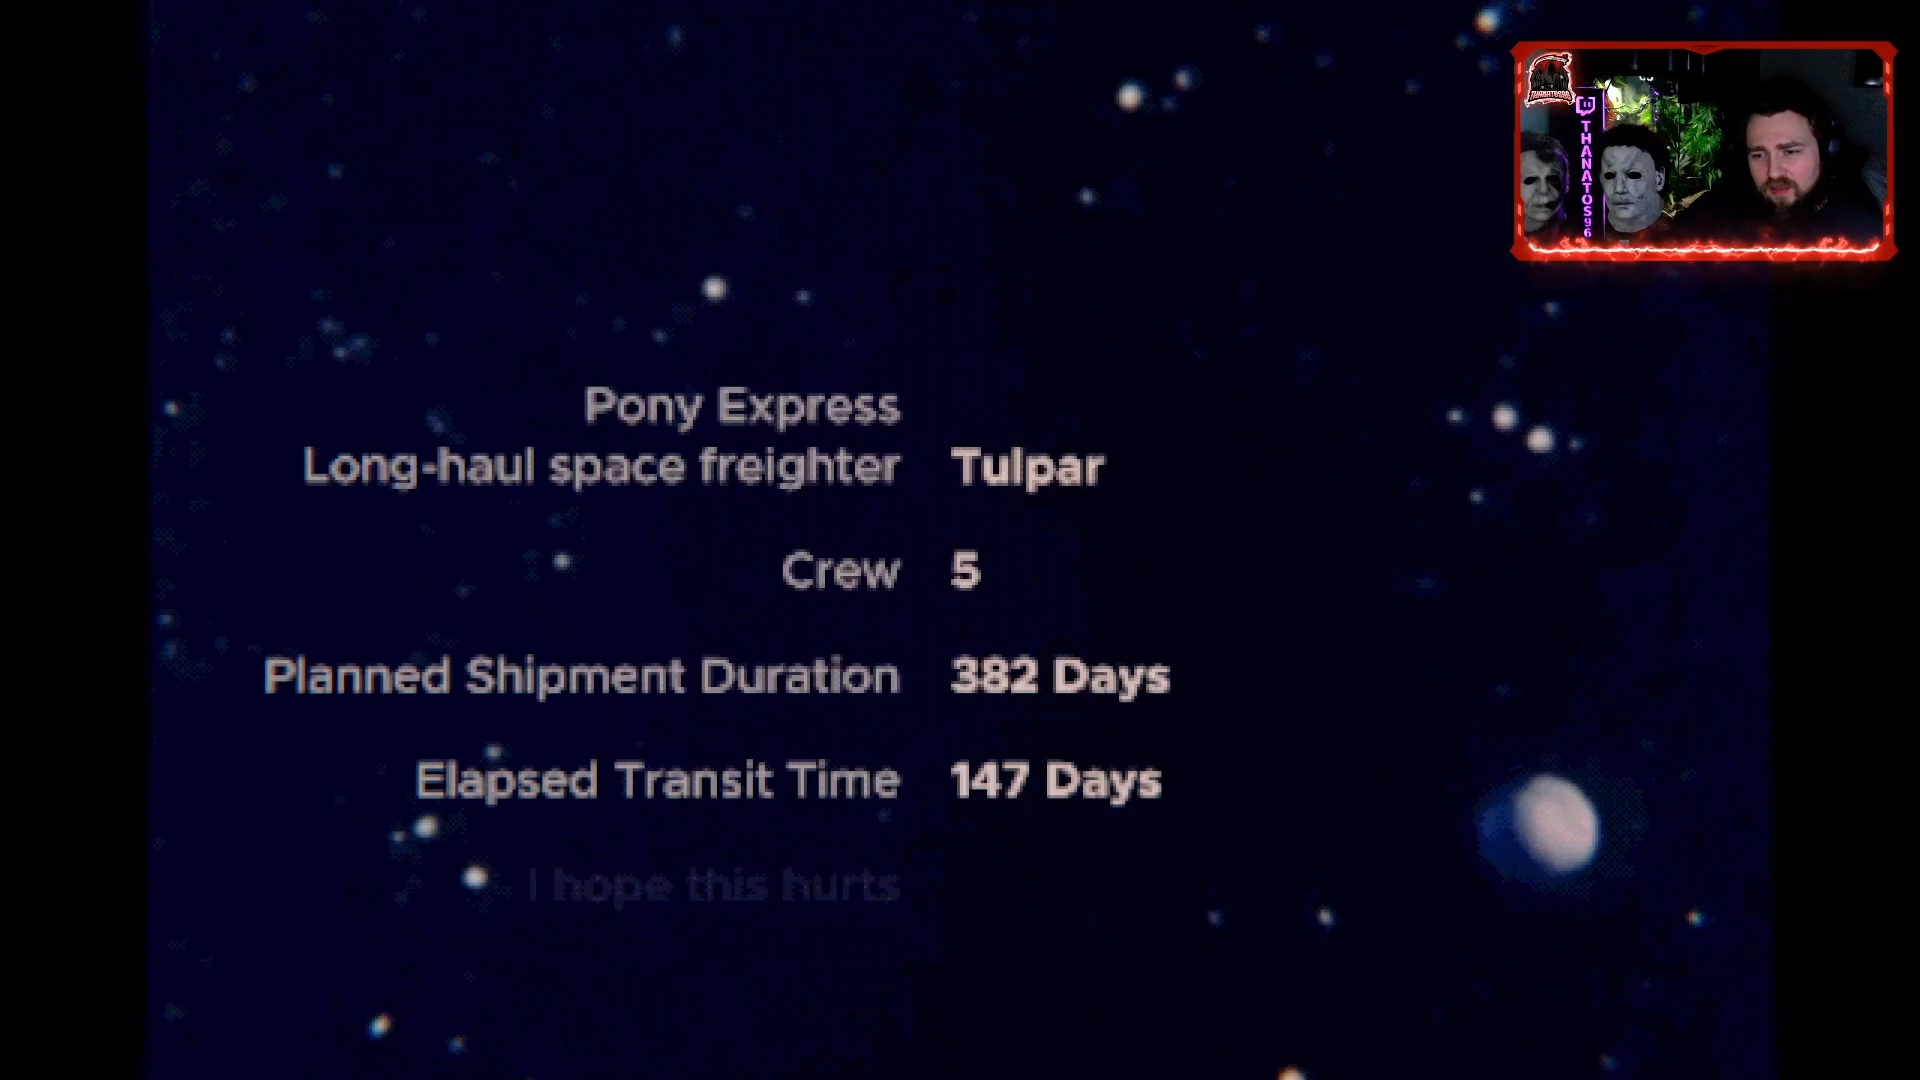 Pony Express
Long-haul space freighter Tulpar
Crew 5
Planned Shipment Duration 382 Days
Elapsed Transit Time 147 Days
I hope this hurts
THANATOS96